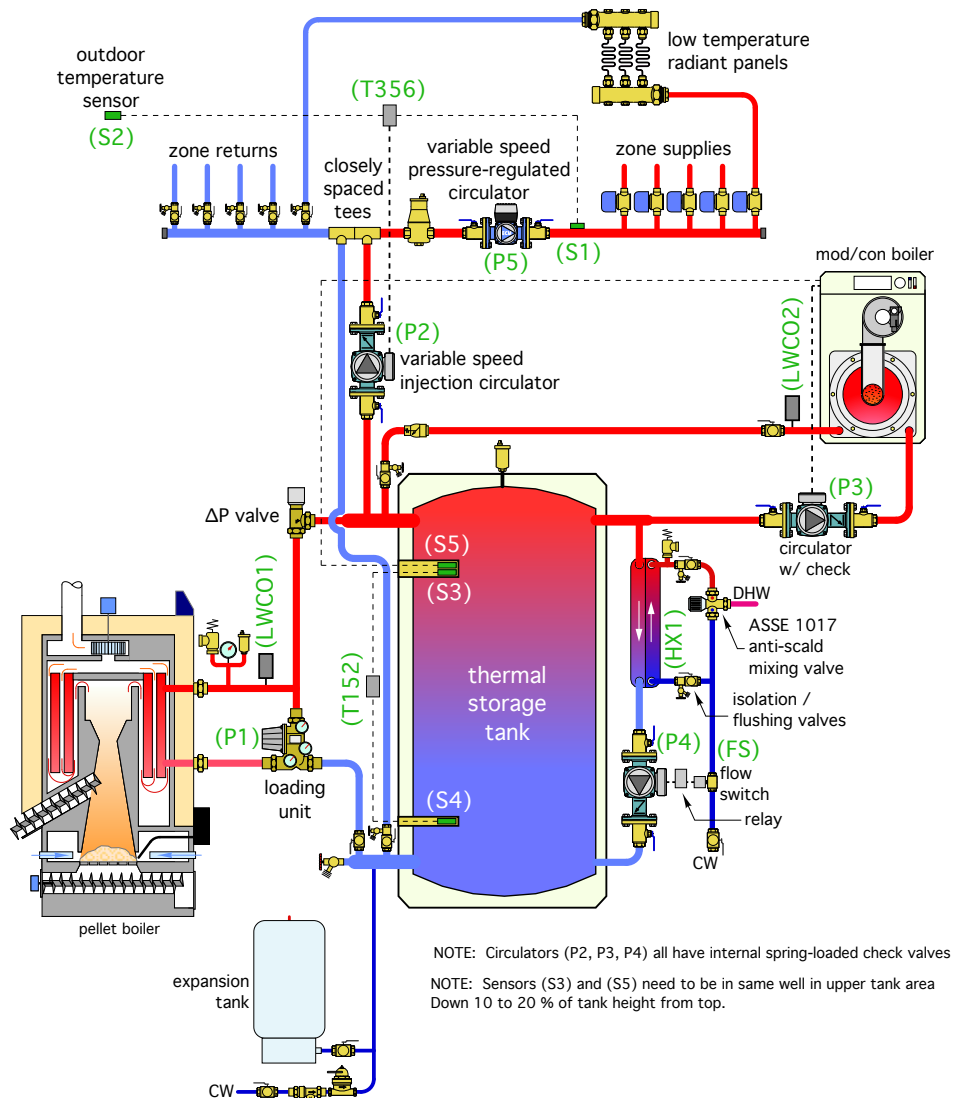 outdoor
temperature
sensor
(S2)
(T356)
low temperature
radiant panels
zone returns
closely
spaced
tees
variable speed
pressure-regulated
circulator
(P5)
(S1)
zone supplies
mod/con boiler
(P2)
variable speed
injection circulator
(LWCO2)
(P3)
circulator
w/ check
ΔP valve
(S5)
(S3)
(LWCO1)
(T152)
thermal
storage
tank
(HX1)
DHW
ASSE 1017
anti-scald
mixing valve
isolation /
flushing valves
(P1)
loading
unit
(P4)
(FS)
flow
switch
relay
CW
(S4)
pellet boiler
expansion
tank
CW
NOTE: Circulators (P2, P3, P4) all have internal spring-loaded check valves
NOTE: Sensors (S3) and (S5) need to be in same well in upper tank area
Down 10 to 20 % of tank height from top.